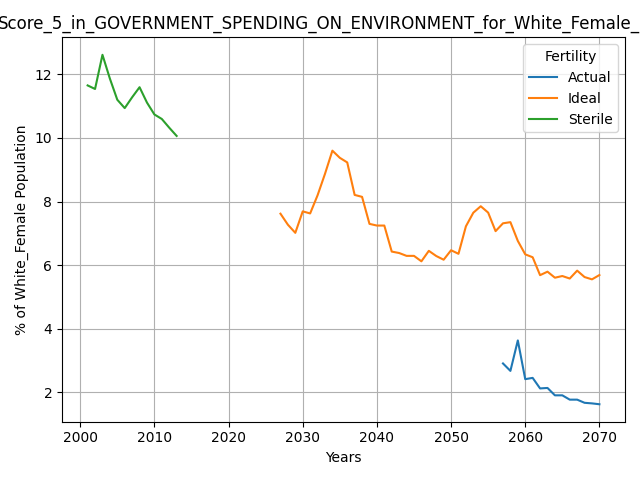 Score_5_in_GOVERNMENT_SPENDING_ON_ENVIRONMENT_for_White_Female_
Fertility
Actual
Ideal
Sterile
% of White_Female Population
12
10
8
6
4
2
2000 2010 2020 2030 2040 2050 2060 2070
Years